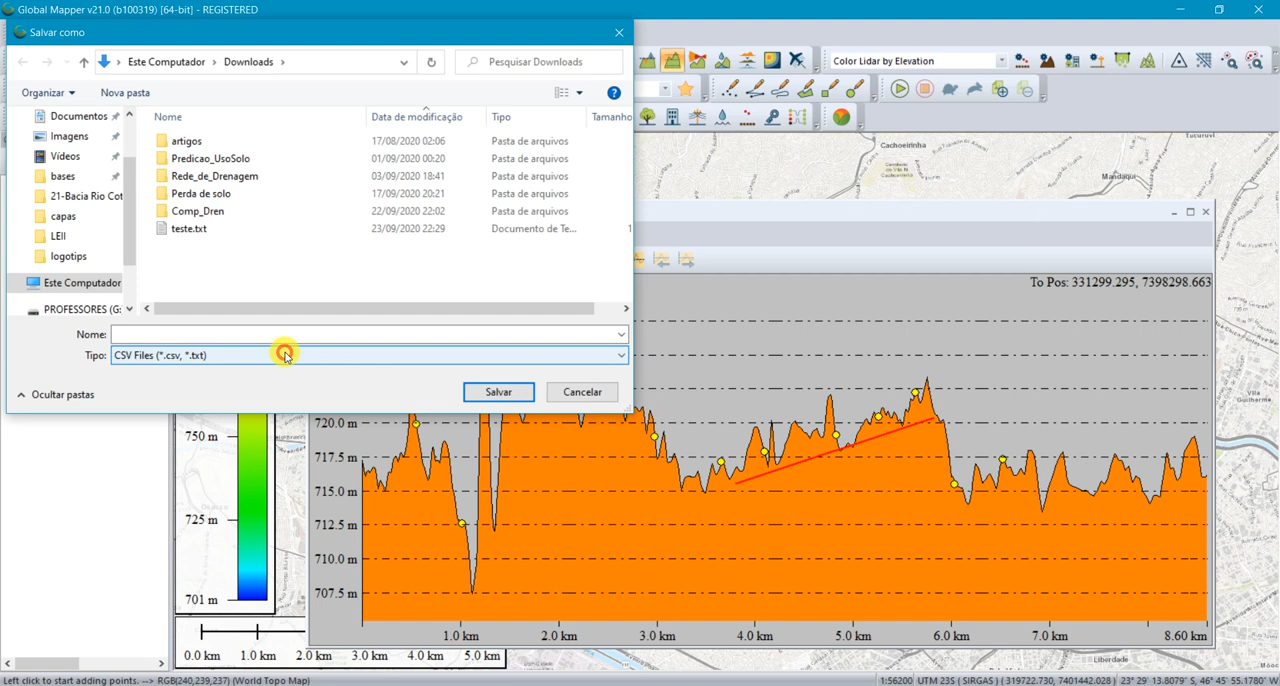 Global Mapper v21.0 (b100319) [64-bit] - REGISTERED
Salvar como
Este Computador > Downloads >
Pesquisar Downloads
Color Lidar by Elevation
Organizar
Nova pasta
Nome
Data de modificação
Tipo
Tamanho
Documentos
Imagens
Vídeos
bases
21-Bacia Rio Cot
capas
LEII
logotips
Este Computador
PROFESSORES (G:
artigos 17/08/2020 02:06 Pasta de arquivos
Predicao_UsoSolo 01/09/2020 00:20 Pasta de arquivos
Rede_de_Drenagem 03/09/2020 18:41 Pasta de arquivos
Perda de solo 17/09/2020 20:21 Pasta de arquivos
Comp_Dren 22/09/2020 22:02 Pasta de arquivos
teste.txt 23/09/2020 22:29 Documento de Te... 1
Nome:
Tipo: CSV Files (*.csv, *.txt)
Ocultar pastas
Salvar
Cancelar
Cachoeirinha
Tucuruvi
Mandaqui
Vila
Guilherme
To Pos: 331299.295, 7398298.663
720.0 m
717.5 m
715.0 m
712.5 m
710.0 m
707.5 m
1.0 km 2.0 km 3.0 km 4.0 km 5.0 km 6.0 km 7.0 km 8.60 km
750 m
725 m
701 m
0.0 km 1.0 km 2.0 km 3.0 km 4.0 km 5.0 km
Liberdade
Left click to start adding points. --> RGB(240,239,237) (World Topo Map)
1:56200 UTM 23S ( SIRGAS ) ( 319722.730, 7401442.028 ) 23° 29' 13.8079" S, 46° 45' 55.1780" W